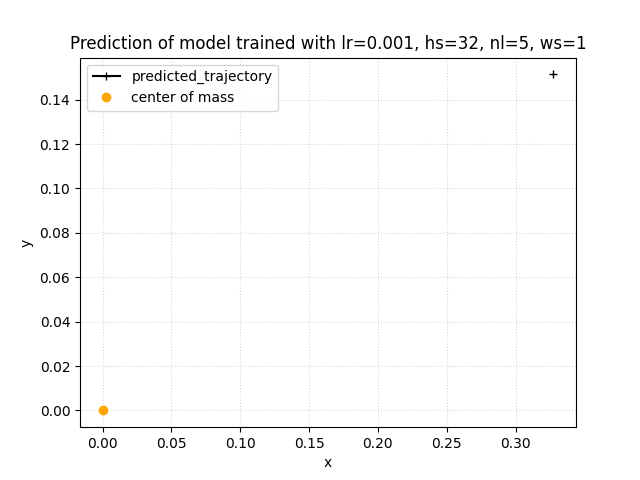 Prediction of model trained with lr=0.001, hs=32, nl=5, ws=1
predicted_trajectory
center of mass
0.14
0.12
0.10
0.08
0.06
0.04
0.02
0.00
y
0.00 0.05 0.10 0.15 0.20 0.25 0.30
x